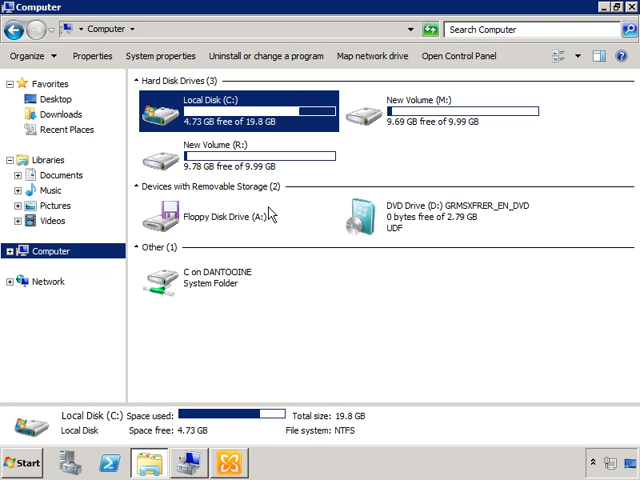 Computer
Computer
Search Computer
Organize
Properties
System properties
Uninstall or change a program
Map network drive
Open Control Panel
Favorites
Desktop
Downloads
Recent Places
Libraries
Documents
Music
Pictures
Videos
Computer
Network
Hard Disk Drives (3)
Local Disk (C:)
4.73 GB free of 19.8 GB
New Volume (M:)
9.69 GB free of 9.99 GB
New Volume (R:)
9.78 GB free of 9.99 GB
Devices with Removable Storage (2)
Floppy Disk Drive (A:)
DVD Drive (D:) GRMSXFRER_EN_DVD
0 bytes free of 2.79 GB
UDF
Other (1)
C on DANTOOINE
System Folder
Local Disk (C:) Space used: Total size: 19.8 GB
Local Disk Space free: 4.73 GB File system: NTFS
Start